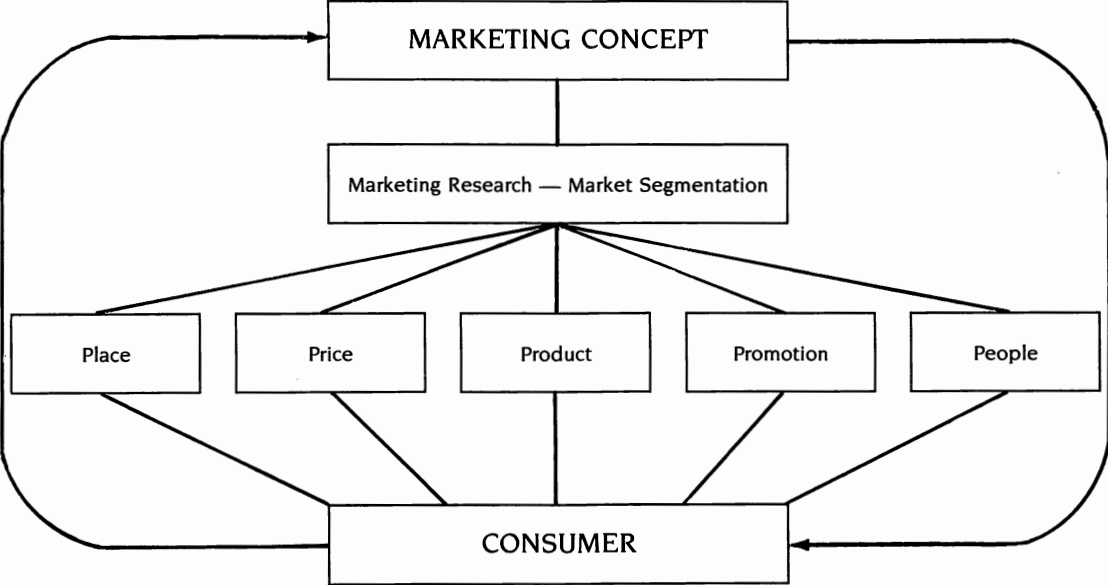 MARKETING CONCEPT
Marketing Research — Market Segmentation
Place
Price
Product
Promotion
People
CONSUMER